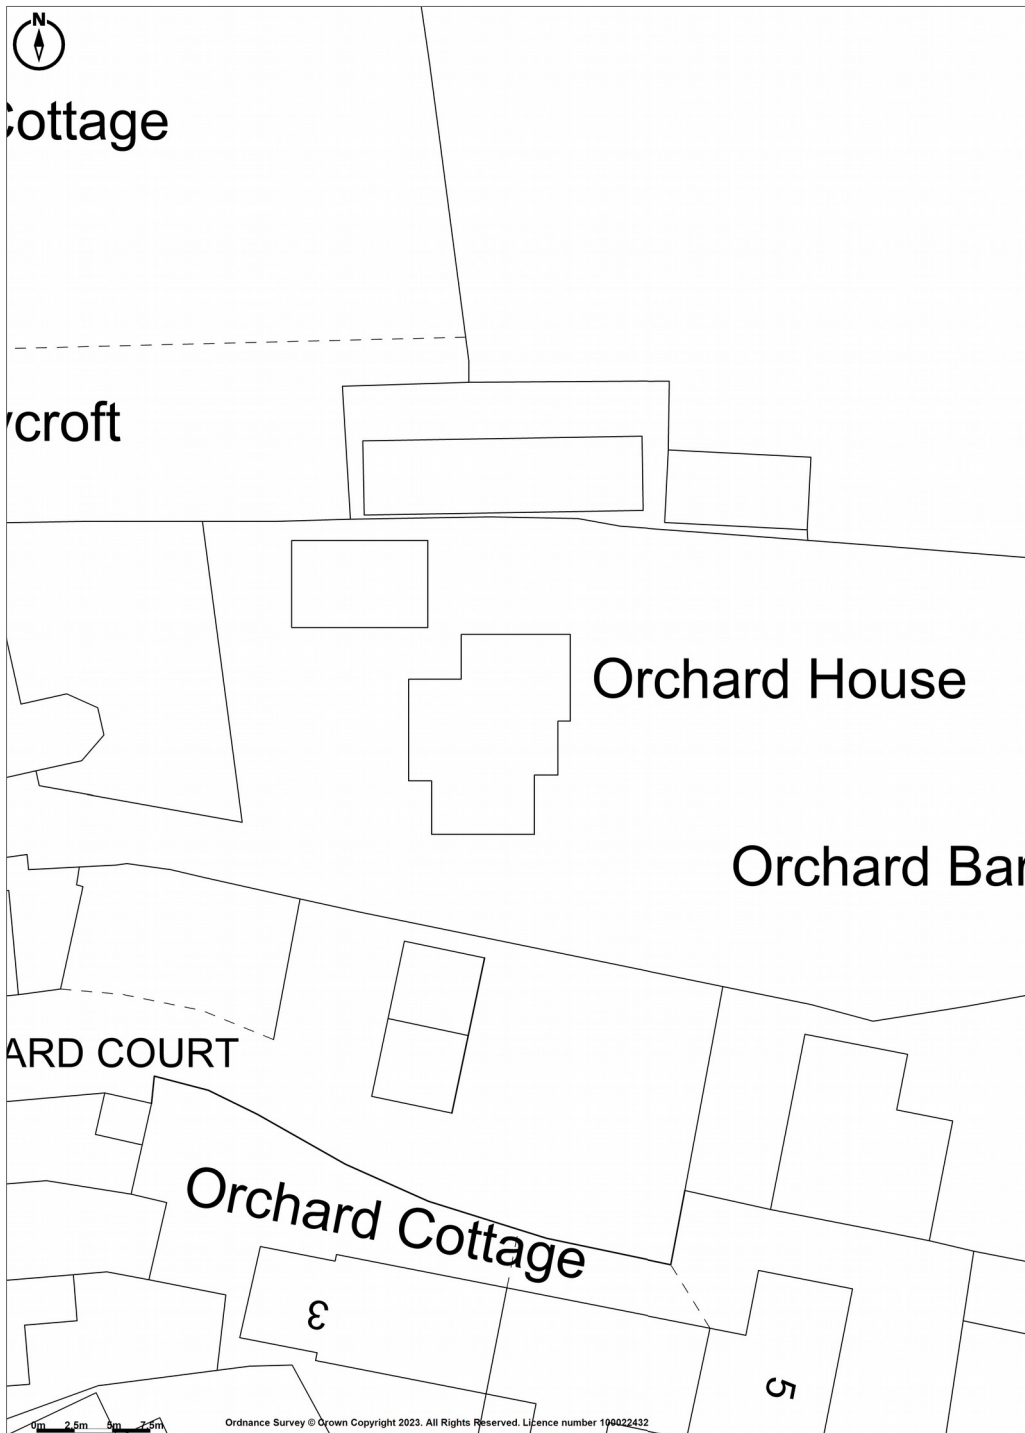 N
Cottage
ycroft
Orchard House
Orchard Bar
ARD COURT
Orchard Cottage
3
5
0m 2.5m 5m 7.5m
Ordnance Survey © Crown Copyright 2023. All Rights Reserved. Licence number 100022432